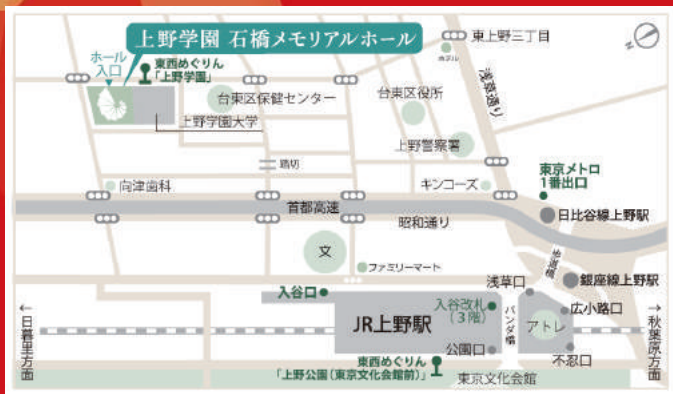 上野学園 石橋メモリアルホール
東上野三丁目
ホテル
N
ホール
入口
東西めぐりん
「上野学園」
浅草通り
台東区保健センター
台東区役所
上野学園大学
上野警察署
踏切
東京メトロ
1番出口
向津歯科
キンコーズ
首都高速
昭和通り
日比谷線上野駅
文
歩道橋
ファミリーマート
浅草口
銀座線上野駅
入谷口
入谷改札
(3階)
パンダ橋
広小路口
アトレ
JR上野駅
←日暮里方面
→秋葉原方面
公園口
不忍口
東西めぐりん
「上野公園(東京文化会館前)」
東京文化会館